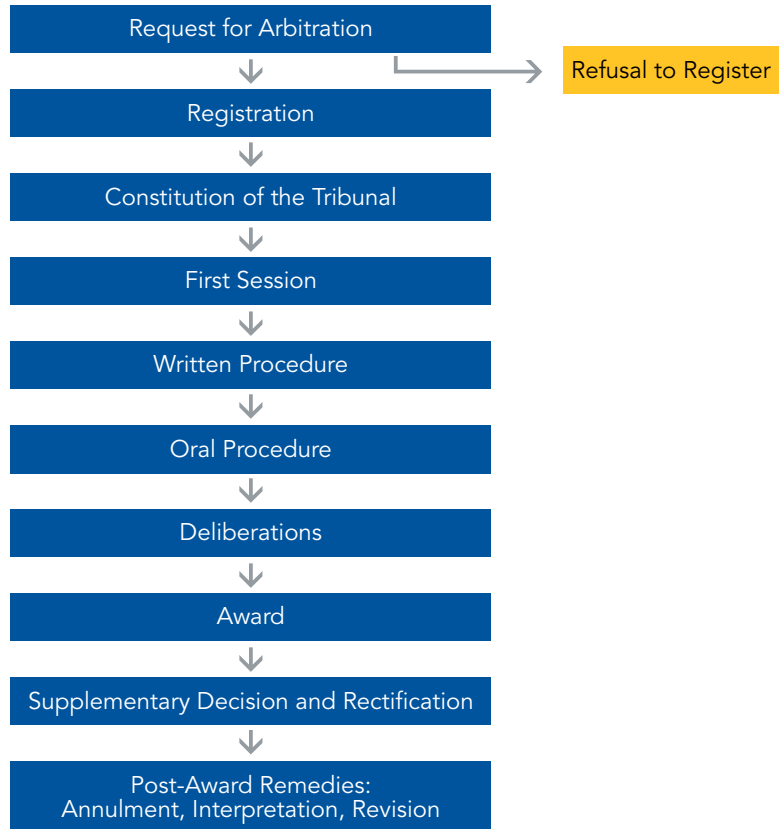 Request for Arbitration
Refusal to Register
Registration
Constitution of the Tribunal
First Session
Written Procedure
Oral Procedure
Deliberations
Award
Supplementary Decision and Rectification
Post-Award Remedies:
Annulment, Interpretation, Revision